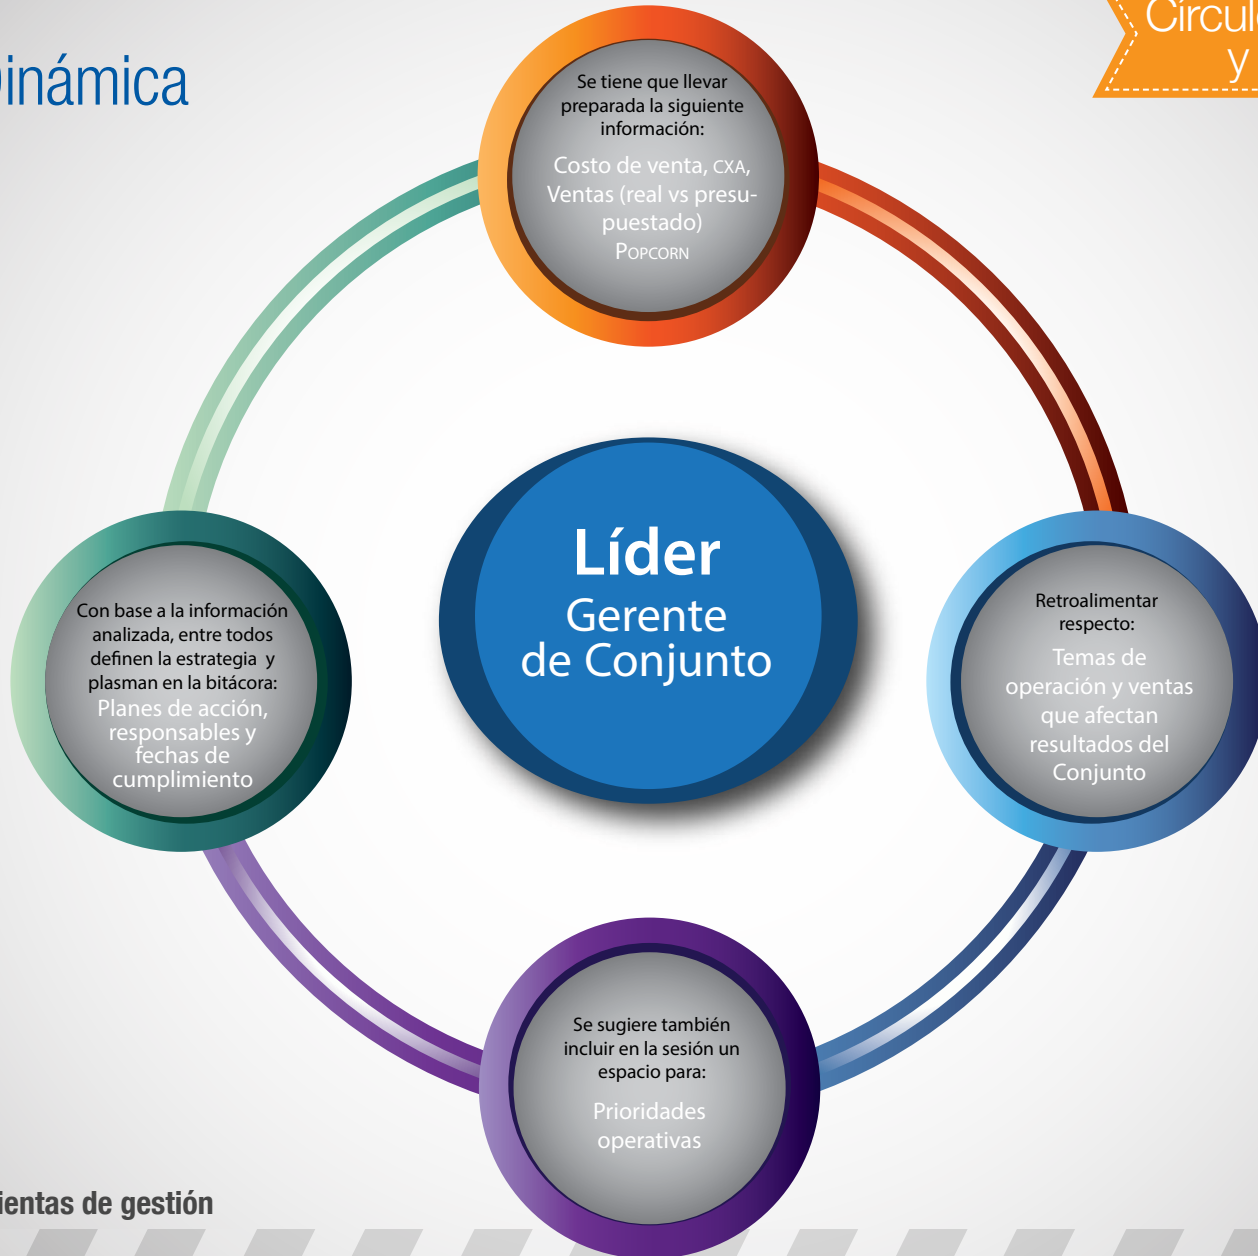 Dinámica
Círcul
y
Se tiene que llevar
preparada la siguiente
información:
Costo de venta, CXA,
Ventas (real vs presu-
puestado)
POPCORN
Líder
Gerente
de Conjunto
Con base a la información
analizada, entre todos
definen la estrategia y
plasman en la bitácora:
Planes de acción,
responsables y
fechas de
cumplimiento
Retroalimentar
respecto:
Temas de
operación y ventas
que afectan
resultados del
Conjunto
Se sugiere también
incluir en la sesión un
espacio para:
Prioridades
operativas
ientas de gestión